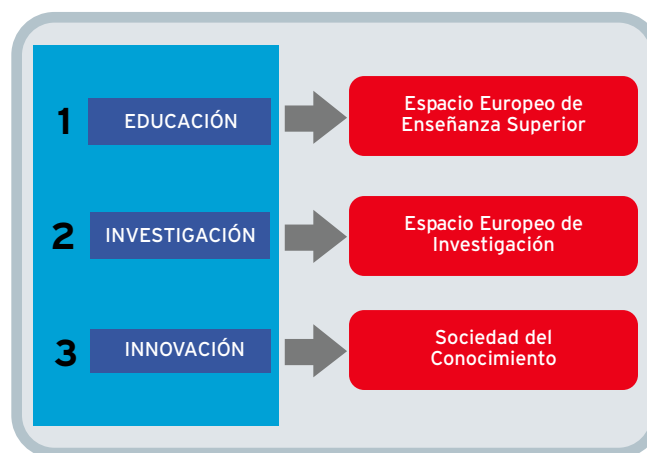 1 EDUCACIÓN
Espacio Europeo de
Enseñanza Superior
2 INVESTIGACIÓN
Espacio Europeo de
Investigación
3 INNOVACIÓN
Sociedad del
Conocimiento